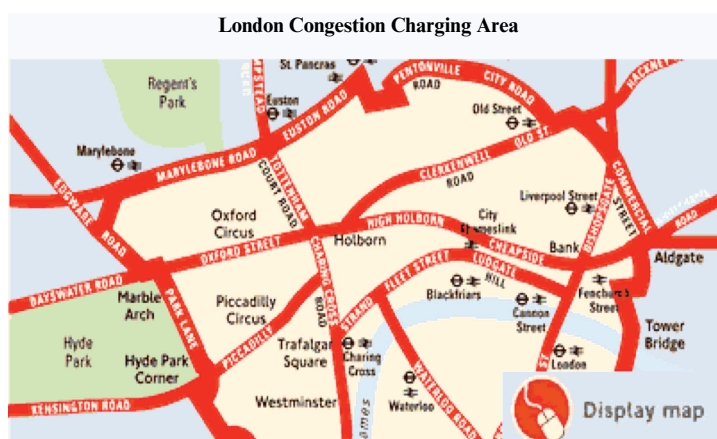 London Congestion Charging Area
St. Pancras
PENTONVILLE
ROAD
CITY ROAD
HACKNEY
Regent's
Park
Euston
EUSTON ROAD
Old Street
OLD ST.
Marylebone
MARYLEBONE ROAD
TOTTENHAM
COURT ROAD
CLERKENWELL
ROAD
COMMERCIAL
STREET
EDGWARE
ROAD
Oxford
Circus
Liverpool Street
BISHOPSGATE
ROAD
OXFORD STREET
Holborn
HIGH HOLBORN
City
CHEAPSIDE
Bank
Aldgate
BAYSWATER ROAD
Marble
Arch
PARK LANE
Piccadilly
Circus
CHARING CROSS
ROAD
STRAND
FLEET STREET
LUDGATE
HILL
Blackfriars
Cannon
Street
Fenchurch
Street
Hyde
Park
Hyde Park
Corner
PICCADILLY
Trafalgar
Square
Charing
Cross
Tower
Bridge
London
ST.
KENSINGTON ROAD
Westminster
Waterloo
WATERLOO ROAD
Display map